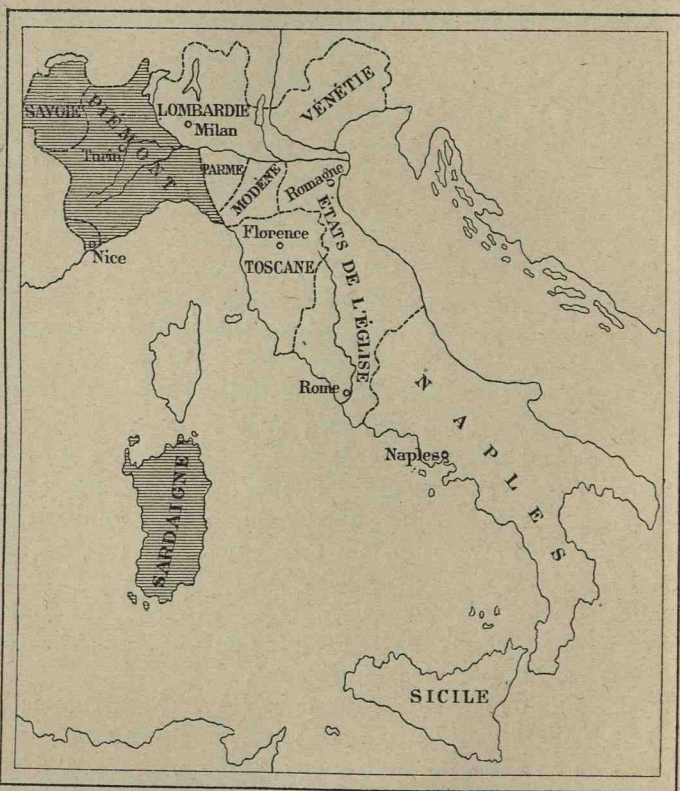 SAVOIE
PIÉMONT
Turin
LOMBARDIE
Milan
VÉNÉTIE
PARME
MODÈNE
Romagne
ÉTATS DE L'ÉGLISE
Florence
TOSCANE
Nice
Rome
NAPLES
Naples
SARDAIGNE
SICILE